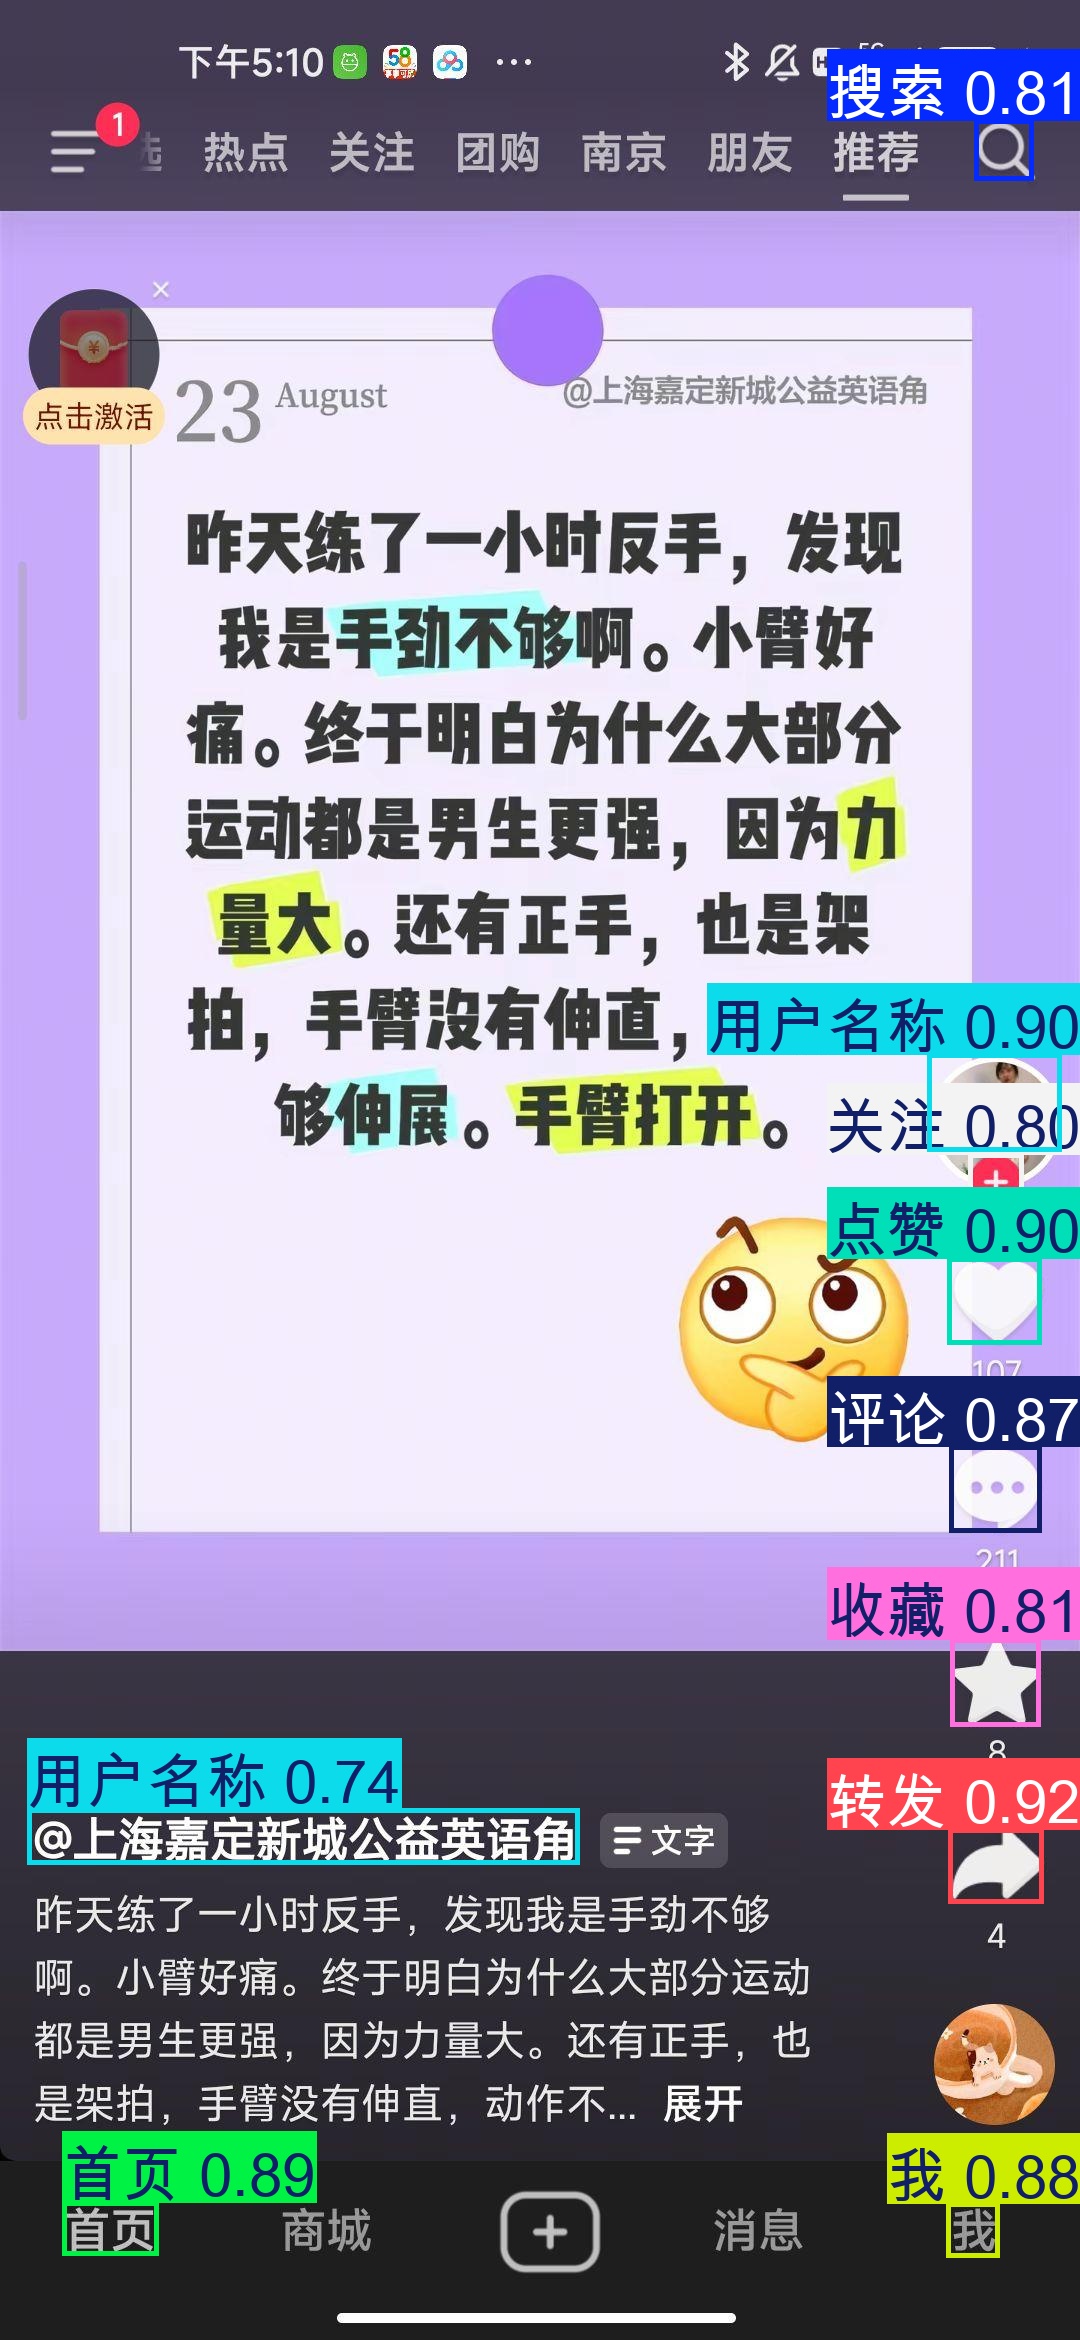 下午5:10
58
搜索 0.81
1
热点 关注 团购 南京 朋友 推荐
点击激活
23 August
@上海嘉定新城公益英语角
昨天练了一小时反手，发现
我是手劲不够啊。小臂好
痛。终于明白为什么大部分
运动都是男生更强，因为力
量大。还有正手，也是架
拍，手臂没有伸直，
够伸展。手臂打开。
用户名称 0.90
关注 0.80
点赞 0.90
107
评论 0.87
211
收藏 0.81
8
转发 0.92
4
用户名称 0.74
@上海嘉定新城公益英语角
文字
昨天练了一小时反手，发现我是手劲不够
啊。小臂好痛。终于明白为什么大部分运动
都是男生更强，因为力量大。还有正手，也
是架拍，手臂没有伸直，动作不... 展开
首页 0.89
我 0.88
首页 商城 消息 我